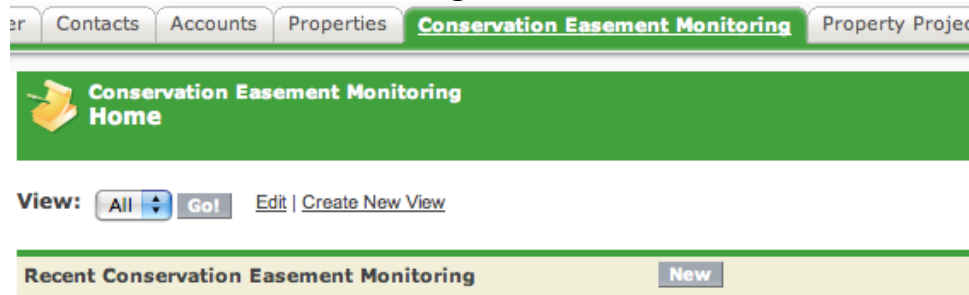 er Contacts Accounts Properties Conservation Easement Monitoring Property Projec
Conservation Easement Monitoring
Home
View: All Go! Edit | Create New View
Recent Conservation Easement Monitoring New